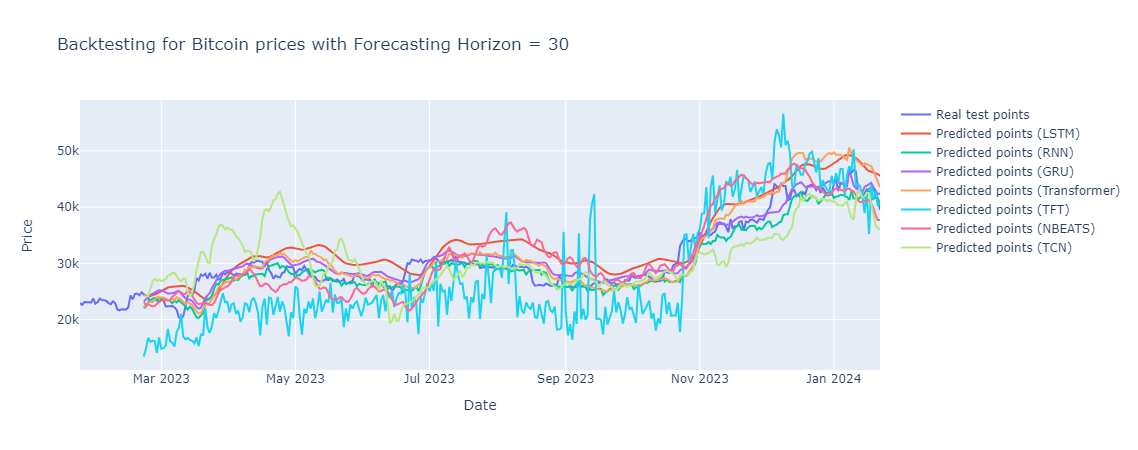 Backtesting for Bitcoin prices with Forecasting Horizon = 30
Price
50k
40k
30k
20k
Mar 2023
May 2023
Jul 2023
Sep 2023
Nov 2023
Jan 2024
Date
Real test points
Predicted points (LSTM)
Predicted points (RNN)
Predicted points (GRU)
Predicted points (Transformer)
Predicted points (TFT)
Predicted points (NBEATS)
Predicted points (TCN)